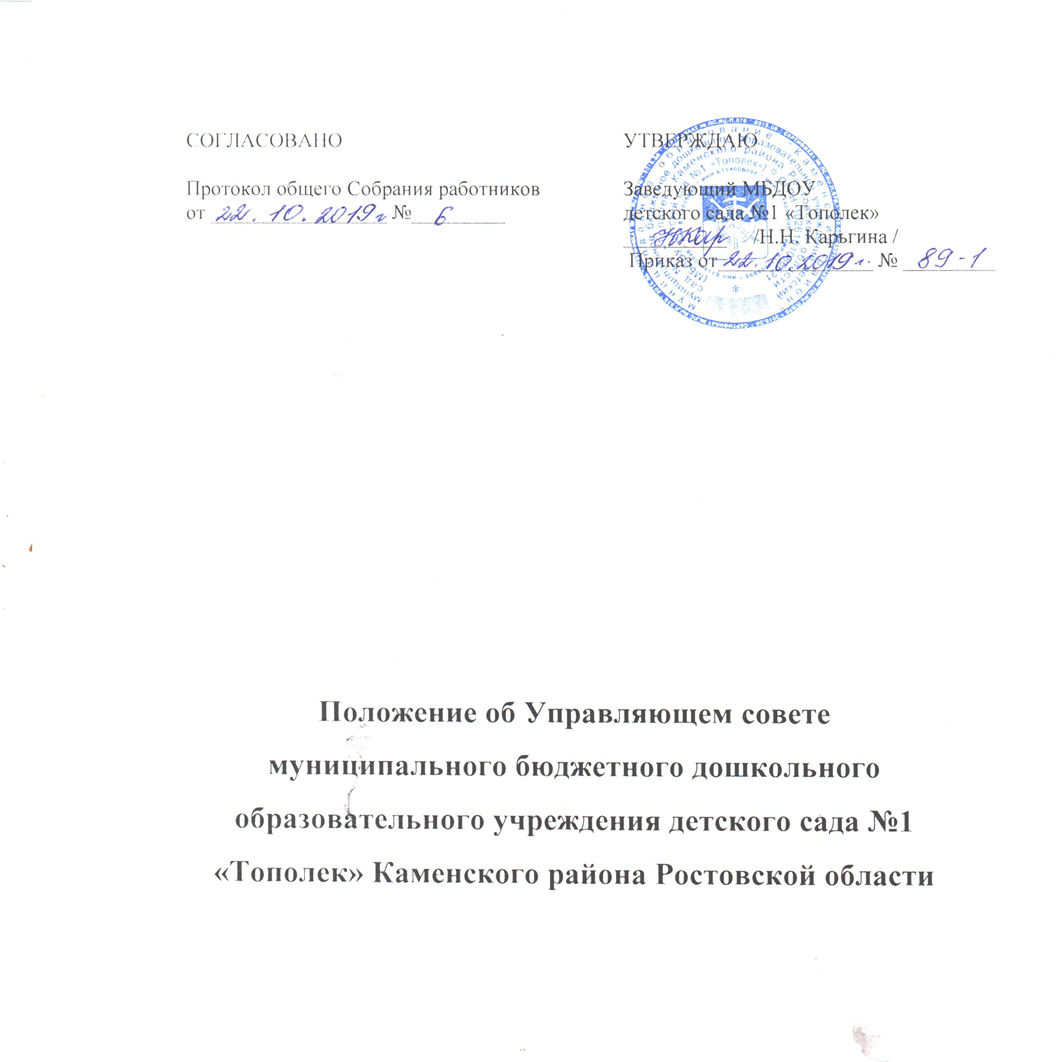 СОГЛАСОВАНО
Протокол общего Собрания работников
от 22.10.2019г № 6
УТВЕРЖДАЮ
Заведующий МБДОУ
детского сада №1 «Тополек»
/Н.Н. Карьгина /
Приказ от 22.10.2019г. № 89-1
Положение об Управляющем совете
муниципального бюджетного дошкольного
образовательного учреждения детского сада №1
«Тополек» Каменского района Ростовской области